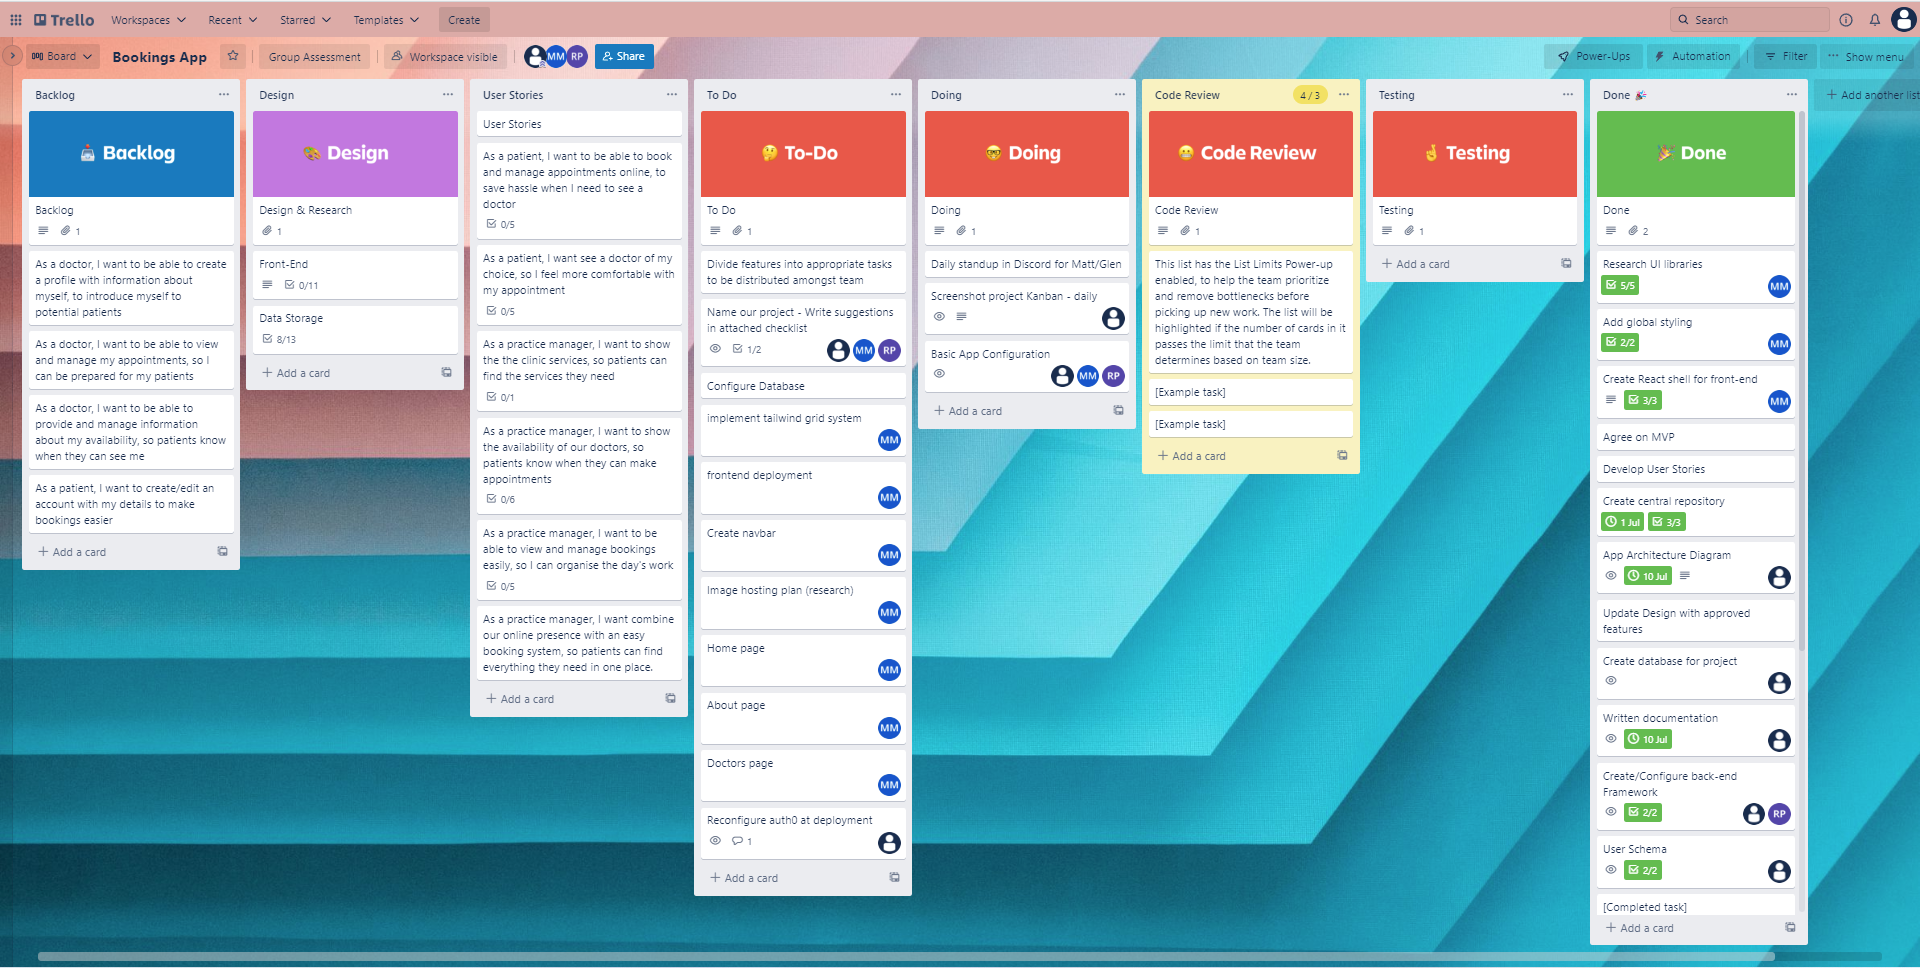 Trello
Workspaces
Recent
Starred
Templates
Create
Search
Board
Bookings App
Group Assessment
Workspace visible
MM
RP
Share
Power-Ups
Automation
Filter
Show menu
Backlog
Backlog
Backlog
1
As a doctor, I want to be able to create
a profile with information about
myself, to introduce myself to
potential patients
As a doctor, I want to be able to view
and manage my appointments, so I
can be prepared for my patients
As a doctor, I want to be able to
provide and manage information
about my availability, so patients know
when they can see me
As a patient, I want to create/edit an
account with my details to make
bookings easier
+ Add a card
Design
Design
Design & Research
1
Front-End
0/11
Data Storage
8/13
+ Add a card
User Stories
User Stories
As a patient, I want to be able to book
and manage appointments online, to
save hassle when I need to see a
doctor
0/5
As a patient, I want see a doctor of my
choice, so I feel more comfortable with
my appointment
0/5
As a practice manager, I want to show
the the clinic services, so patients can
find the services they need
0/1
As a practice manager, I want to show
the availability of our doctors, so
patients know when they can make
appointments
0/6
As a practice manager, I want to be
able to view and manage bookings
easily, so I can organise the day's work
0/5
As a practice manager, I want combine
our online presence with an easy
booking system, so patients can find
everything they need in one place.
+ Add a card
To Do
To-Do
To Do
1
Divide features into appropriate tasks
to be distributed amongst team
Name our project - Write suggestions
in attached checklist
1/2
MM
RP
Configure Database
implement tailwind grid system
MM
frontend deployment
MM
Create navbar
MM
Image hosting plan (research)
MM
Home page
MM
About page
MM
Doctors page
MM
Reconfigure auth0 at deployment
1
+ Add a card
Doing
Doing
Doing
1
Daily standup in Discord for Matt/Glen
Screenshot project Kanban - daily
Basic App Configuration
MM
RP
+ Add a card
Code Review
4 / 3
Code Review
Code Review
1
This list has the List Limits Power-up
enabled, to help the team prioritize
and remove bottlenecks before
picking up new work. The list will be
highlighted if the number of cards in it
passes the limit that the team
determines based on team size.
[Example task]
[Example task]
+ Add a card
Testing
Testing
Testing
1
+ Add a card
Done
Done
Done
2
Research UI libraries
5/5
MM
Add global styling
2/2
MM
Create React shell for front-end
3/3
MM
Agree on MVP
Develop User Stories
Create central repository
1 Jul
3/3
App Architecture Diagram
10 Jul
Update Design with approved
features
Create database for project
Written documentation
10 Jul
Create/Configure back-end
Framework
2/2
RP
User Schema
2/2
[Completed task]
+ Add a card
+ Add another list